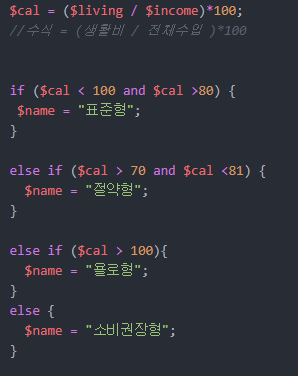 $cal = ($living / $income)*100;
//수식 = (생활비 / 전체수입 )*100
if ($cal < 100 and $cal >80) {
$name = "표준형";
}
else if ($cal > 70 and $cal <81) {
$name = "절약형";
}
else if ($cal > 100){
$name = "욜로형";
}
else {
$name = "소비권장형";
}